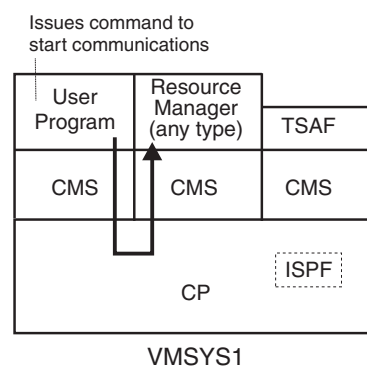 Issues command to
start communications
User
Program
Resource
Manager
(any type)
TSAF
CMS
CMS
CMS
ISPF
CP
VMSYS1